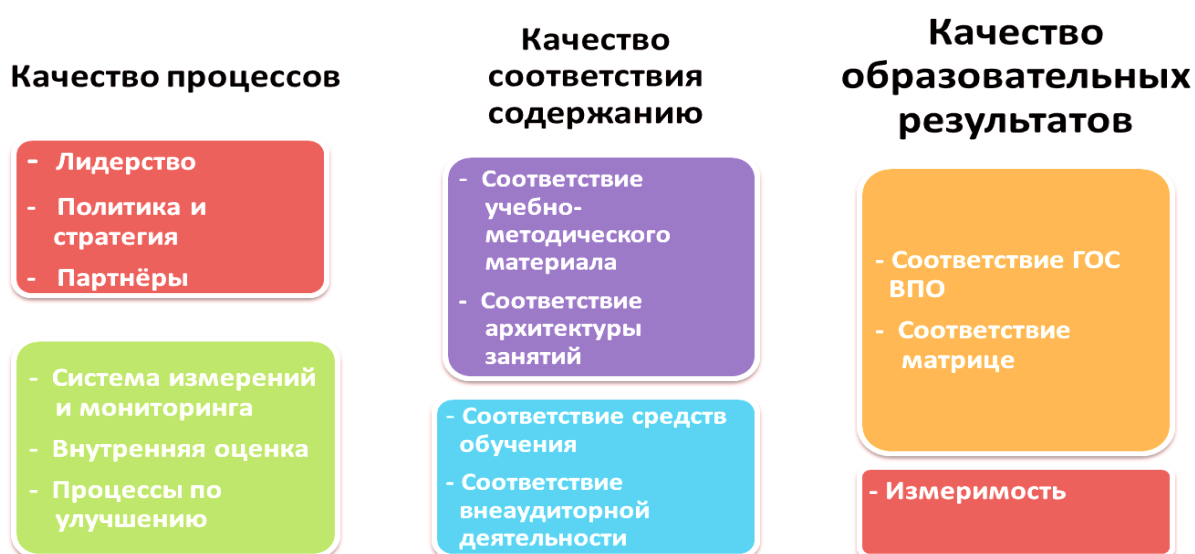 Качество процессов
- Лидерство
- Политика и
стратегия
- Партнёры
- Система измерений
и мониторинга
- Внутренняя оценка
- Процессы по
улучшению
Качество
соответствия
содержанию
- Соответствие
учебно-
методического
материала
- Соответствие
архитектуры
занятий
- Соответствие средств
обучения
- Соответствие
внеаудиторной
деятельности
Качество
образовательных
результатов
- Соответствие ГОС
ВПО
- Соответствие
матрице
- Измеримость